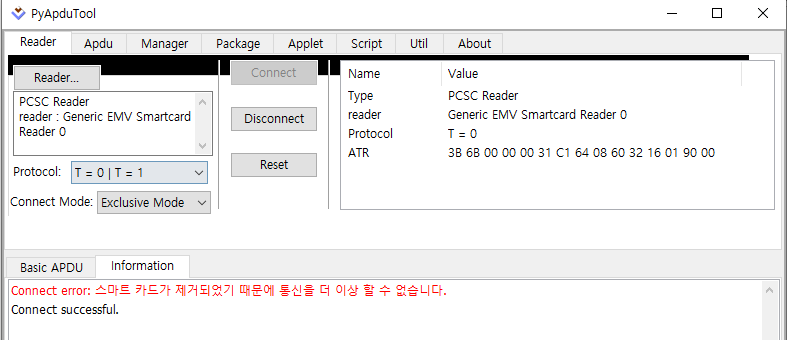 PyApduTool
Reader Apdu Manager Package Applet Script Util About
Reader...
PCSC Reader
reader : Generic EMV Smartcard
Reader 0
Protocol: T = 0 | T = 1
Connect Mode: Exclusive Mode
Connect
Disconnect
Reset
Name Value
Type PCSC Reader
reader Generic EMV Smartcard Reader 0
Protocol T = 0
ATR 3B 6B 00 00 00 31 C1 64 08 60 32 16 01 90 00
Basic APDU Information
Connect error: 스마트 카드가 제거되었기 때문에 통신을 더 이상 할 수 없습니다.
Connect successful.